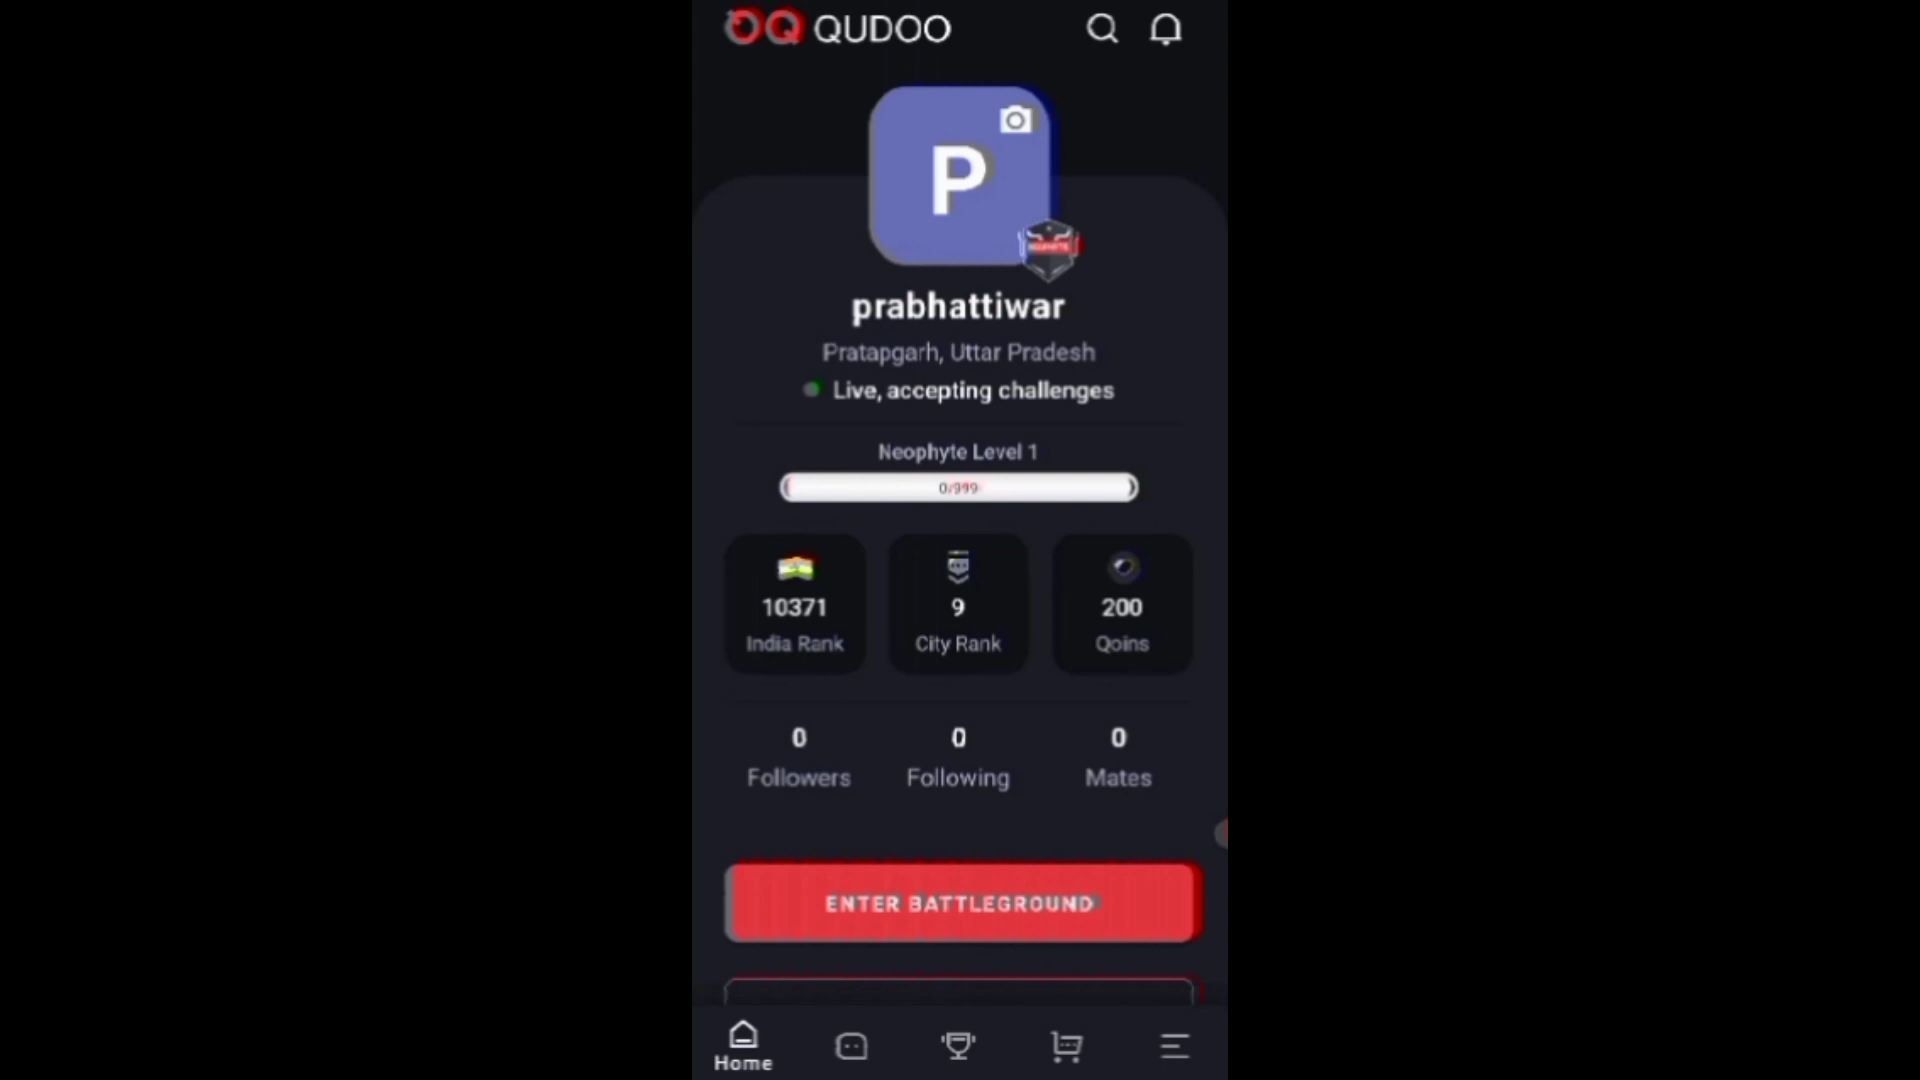 QUDOO
P
prabhattiwar
Pratapgarh, Uttar Pradesh
Live, accepting challenges
Neophyte Level 1
0/999
10371
India Rank
9
City Rank
200
Qoins
0
Followers
0
Following
0
Mates
ENTER BATTLEGROUND
Home